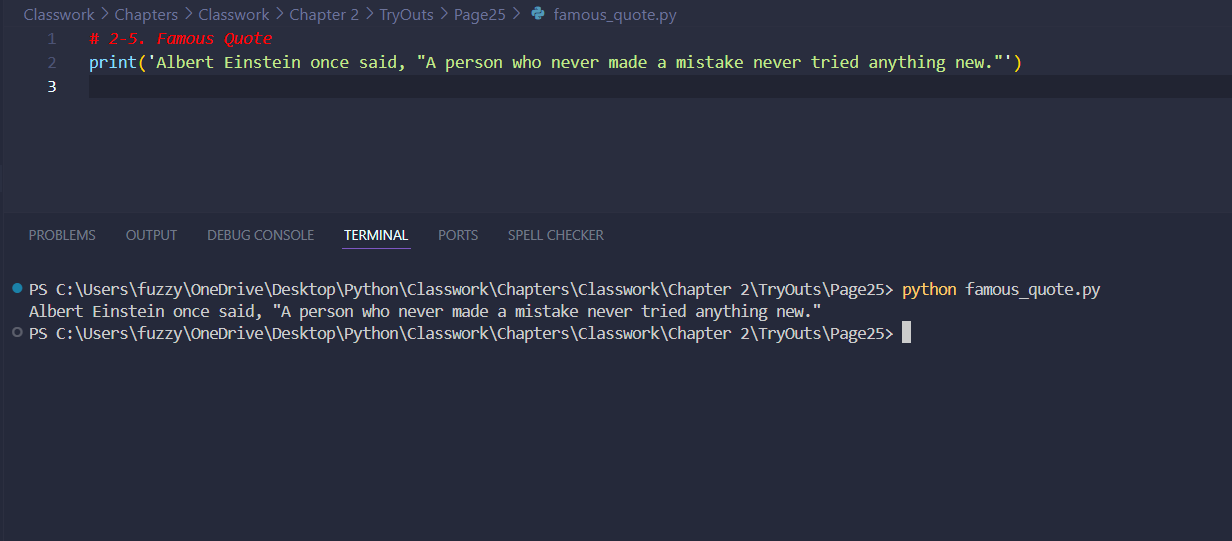 Classwork > Chapters > Classwork > Chapter 2 > TryOuts > Page25 > famous_quote.py
1 # 2-5. Famous Quote
2 print('Albert Einstein once said, "A person who never made a mistake never tried anything new."')
3
PROBLEMS OUTPUT DEBUG CONSOLE TERMINAL PORTS SPELL CHECKER
PS C:\Users\fuzzy\OneDrive\Desktop\Python\Classwork\Chapters\Classwork\Chapter 2\TryOuts\Page25> python famous_quote.py
Albert Einstein once said, "A person who never made a mistake never tried anything new."
PS C:\Users\fuzzy\OneDrive\Desktop\Python\Classwork\Chapters\Classwork\Chapter 2\TryOuts\Page25>